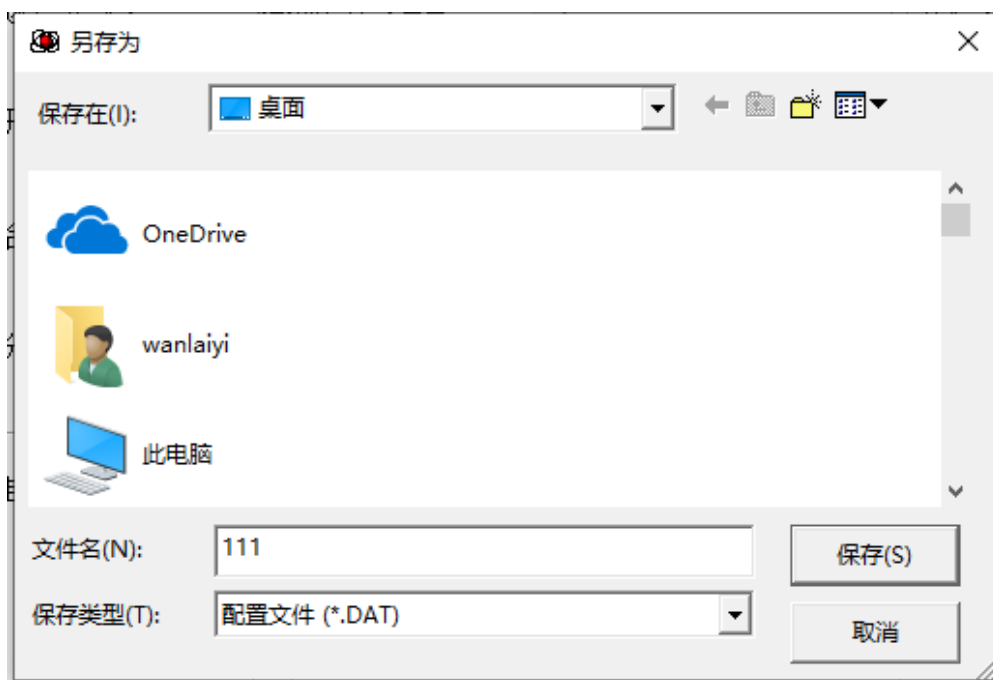 另存为
保存在(I):
桌面
OneDrive
wanlaiyi
此电脑
文件名(N):
111
保存(S)
保存类型(T):
配置文件 (*.DAT)
取消